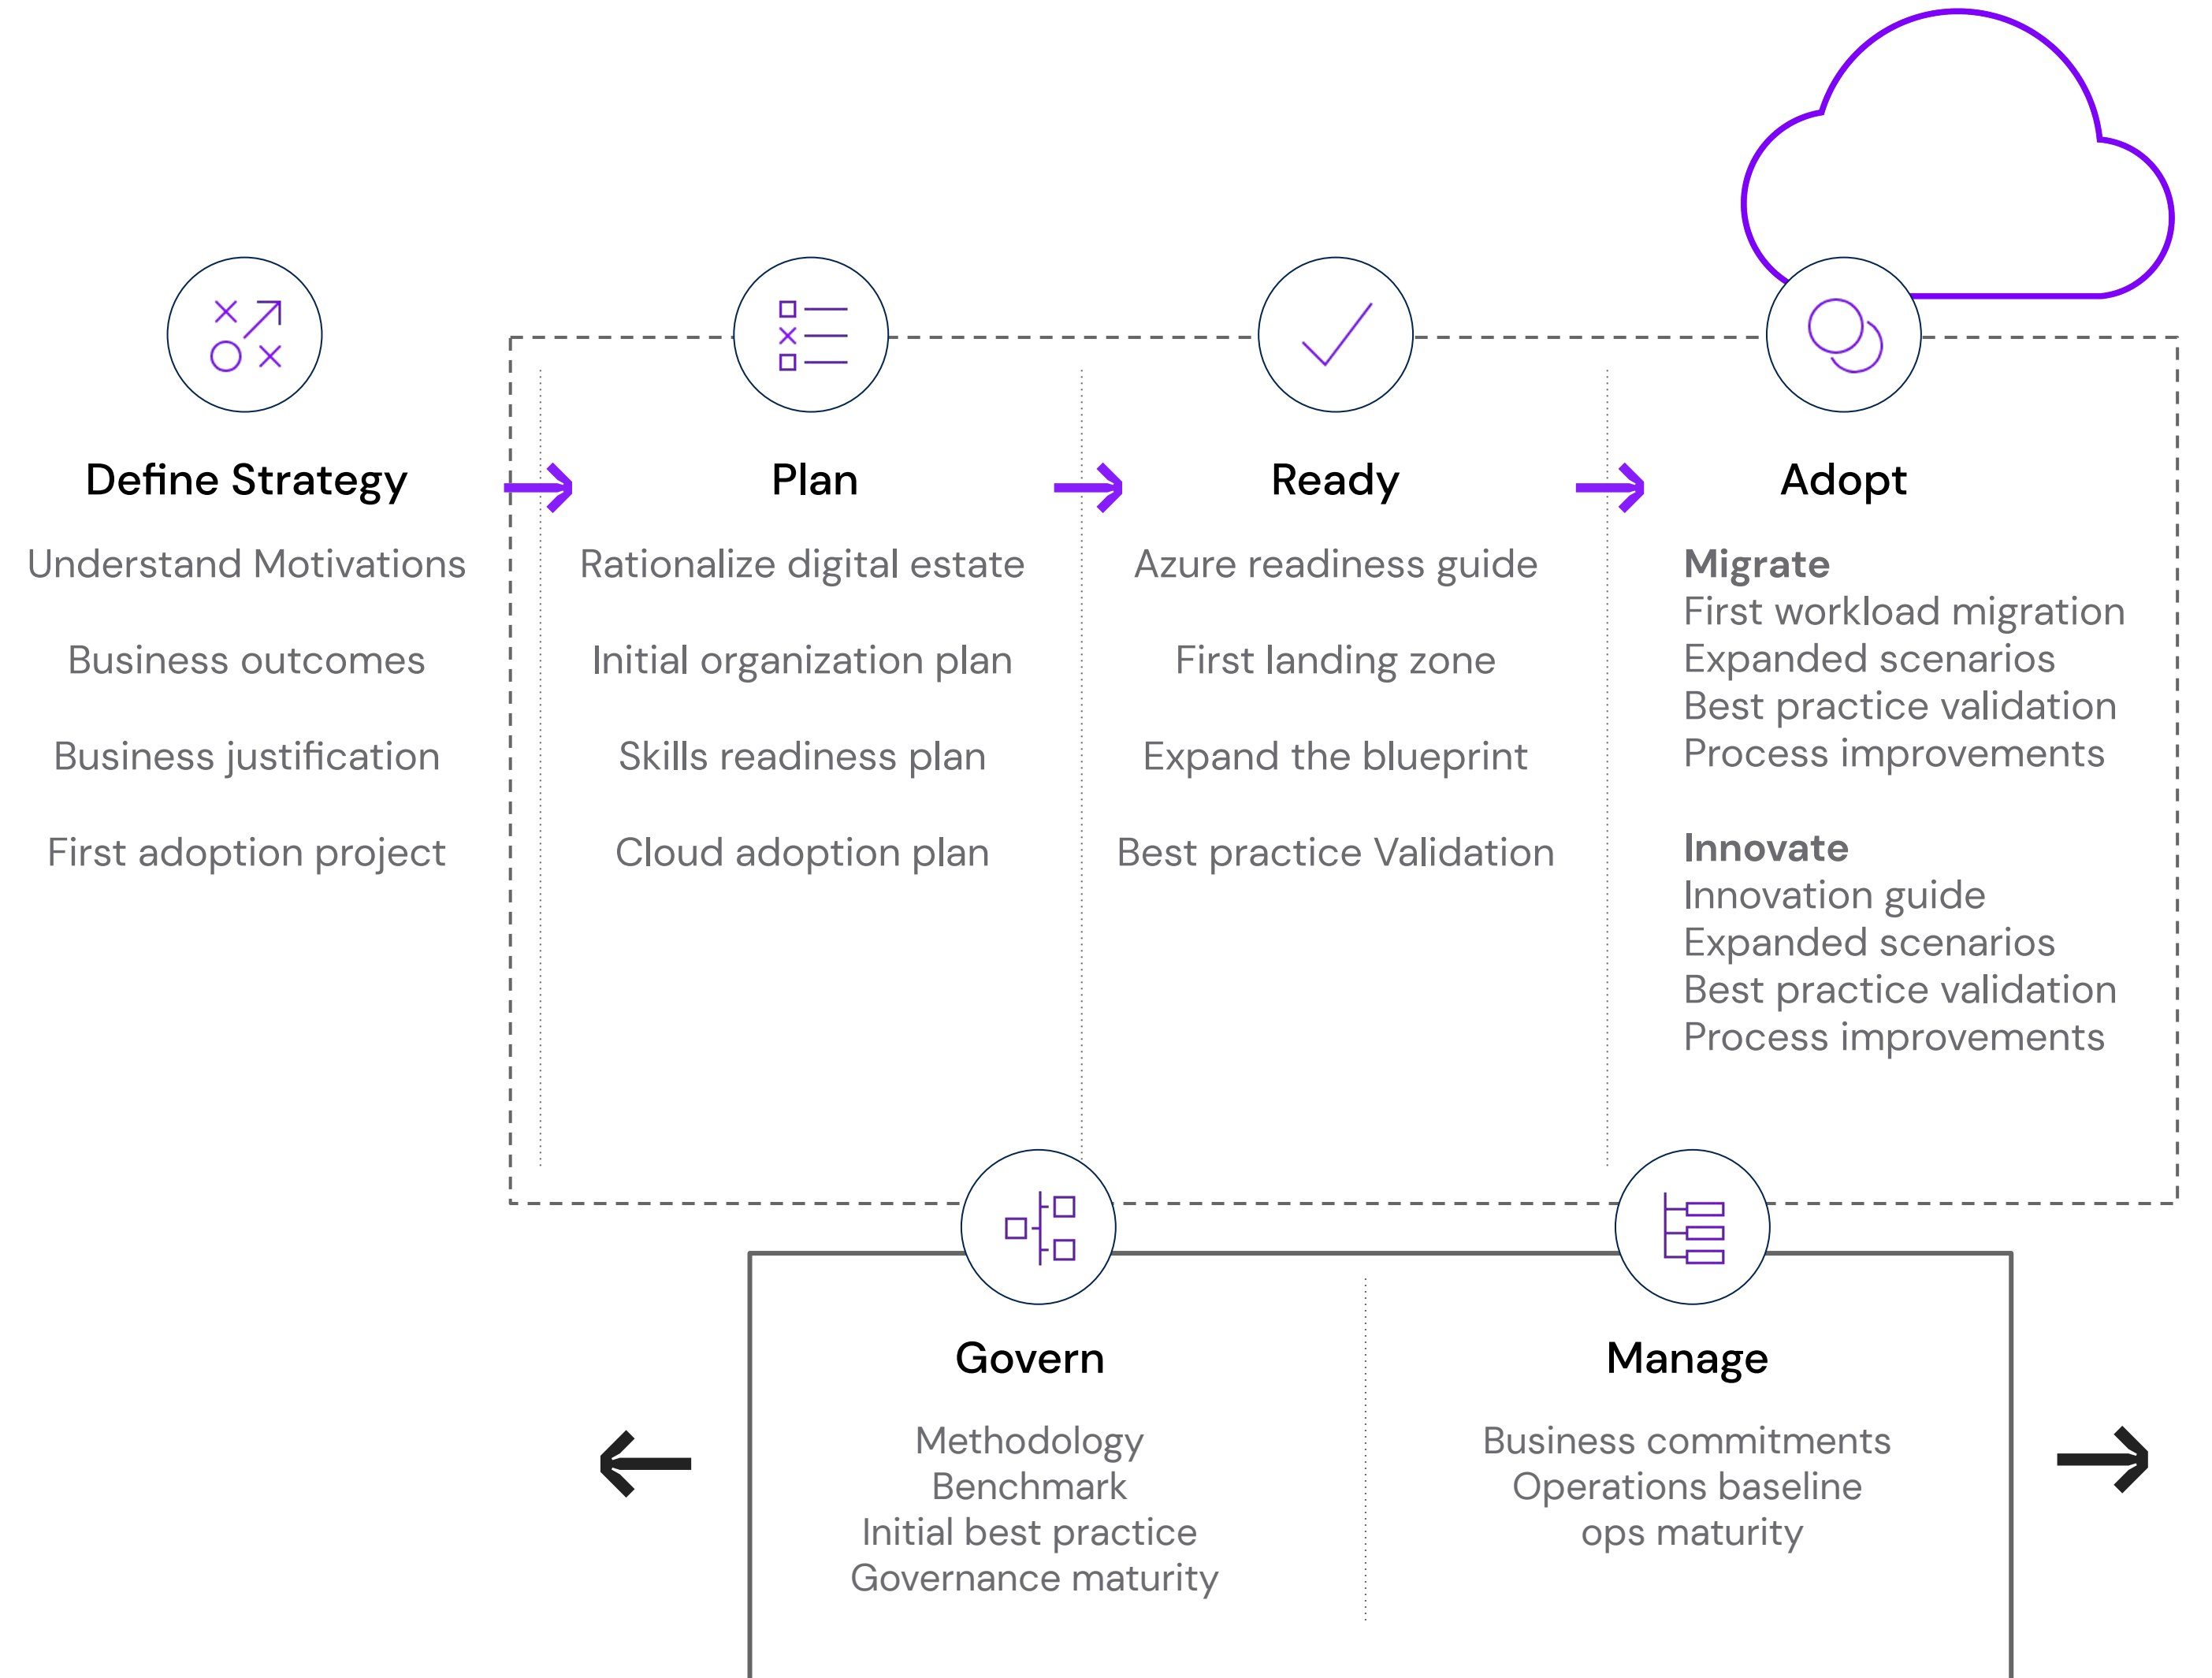 Define Strategy
Understand Motivations
Business outcomes
Business justification
First adoption project
Plan
Rationalize digital estate
Initial organization plan
Skills readiness plan
Cloud adoption plan
Ready
Azure readiness guide
First landing zone
Expand the blueprint
Best practice Validation
Adopt
Migrate
First workload migration
Expanded scenarios
Best practice validation
Process improvements
Innovate
Innovation guide
Expanded scenarios
Best practice validation
Process improvements
Govern
Methodology
Benchmark
Initial best practice
Governance maturity
Manage
Business commitments
Operations baseline
ops maturity